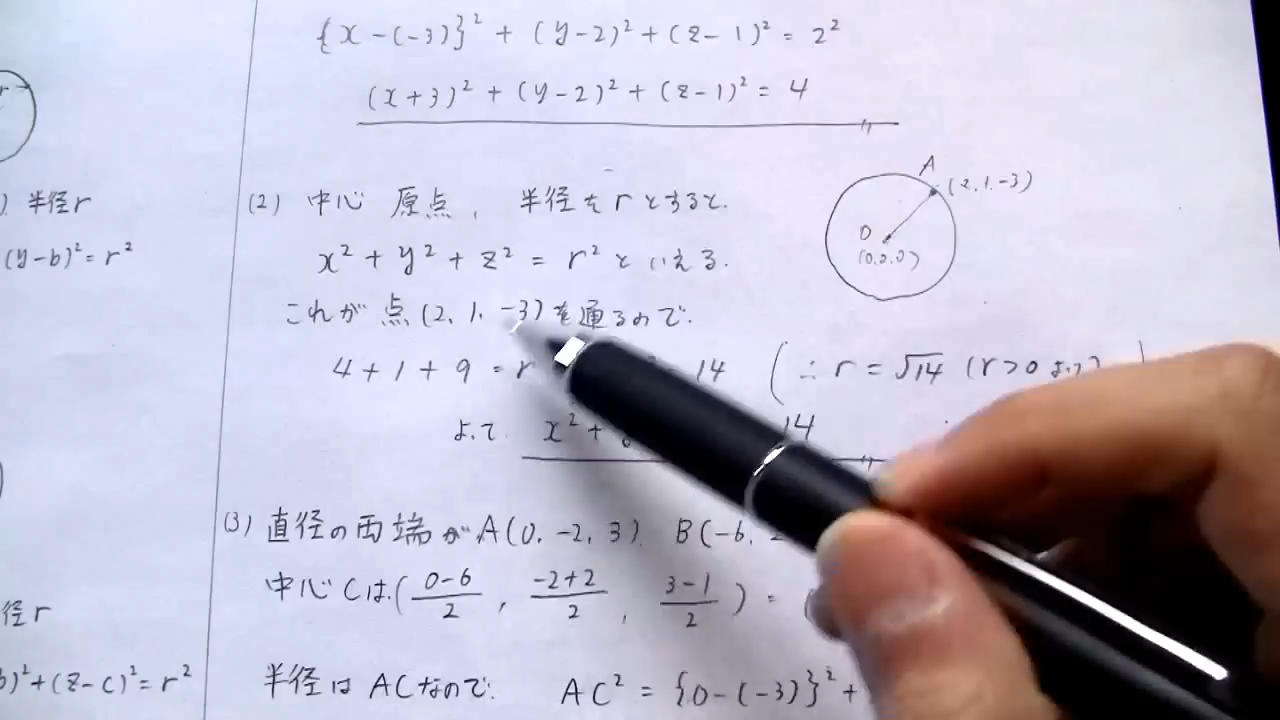 {x-(-3)}² + (y-2)² + (z-1)² = 2²
(x+3)² + (y-2)² + (z-1)² = 4
半径r
(y-b)² = r²
(2) 中心 原点, 半径をrとすると.
x² + y² + z² = r² といえる.
A
(2,1,-3)
O
(0,0,0)
これが 点(2, 1, -3)を通るので.
4 + 1 + 9 = r 14 (∴ r = √14 (r>0 より)
よって x² + 14
(3) 直径の両端が A(0, -2, 3) B(-6,
中心Cは(0-6/2, -2+2/2, 3-1/2) =
径r
)² + (z-c)² = r²
半径は ACなので. AC² = {0-(-3)}² +